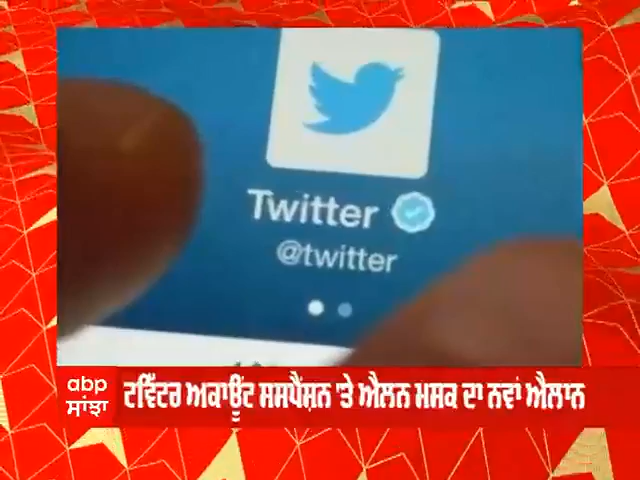 Twitter
@twitter
abp
ਸਾਂਝਾ
ਟਵਿੱਟਰ ਅਕਾਊਂਟ ਸਸਪੈਂਸ਼ਨ 'ਤੇ ਐਲਨ ਮਸਕ ਦਾ ਨਵਾਂ ਐਲਾਨ